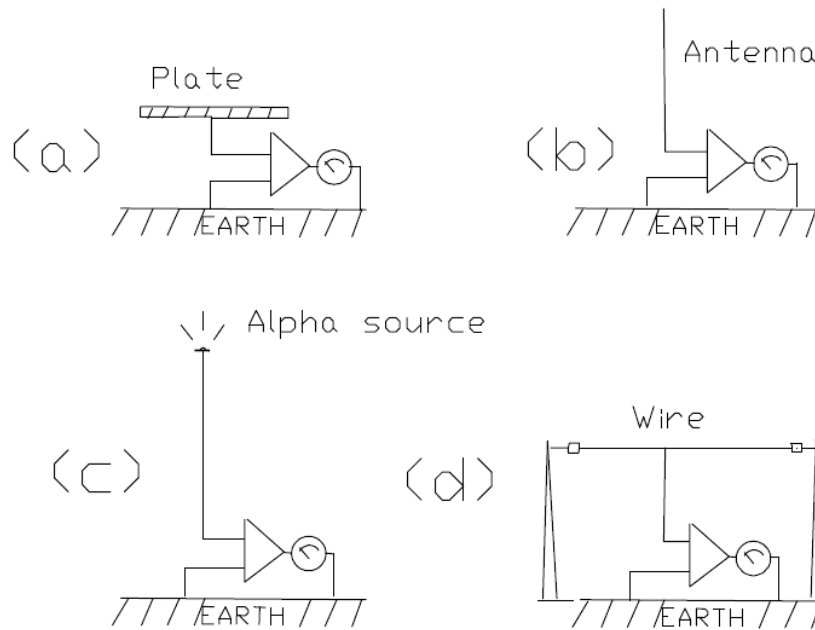 Plate
(a)
EARTH
Antenna
(b)
EARTH
Alpha source
(c)
EARTH
Wire
(d)
EARTH